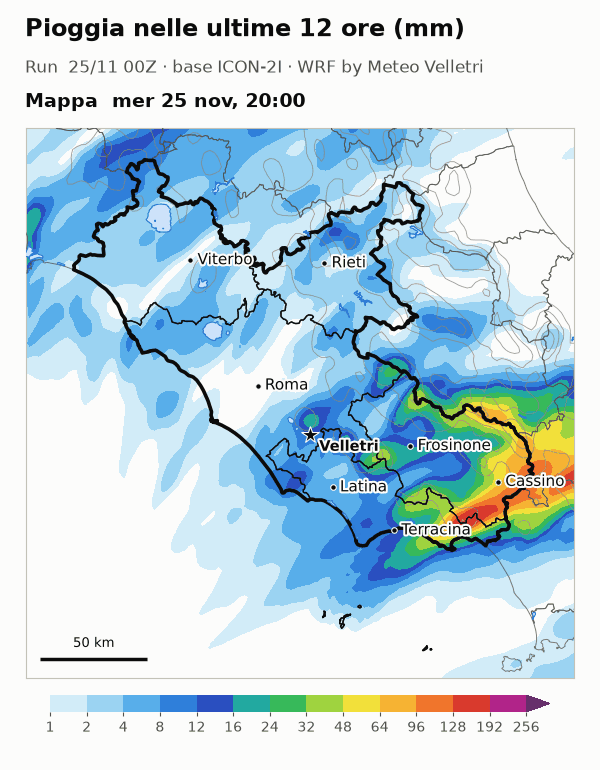 Pioggia nelle ultime 12 ore (mm)
Run  25/11 00Z · base ICON-2I · WRF by Meteo Velletri
Mappa  mer 25 nov, 20:00
Viterbo
Rieti
Roma
Velletri
Frosinone
Latina
Cassino
Terracina
50 km
1 2 4 8 12 16 24 32 48 64 96 128 192 256